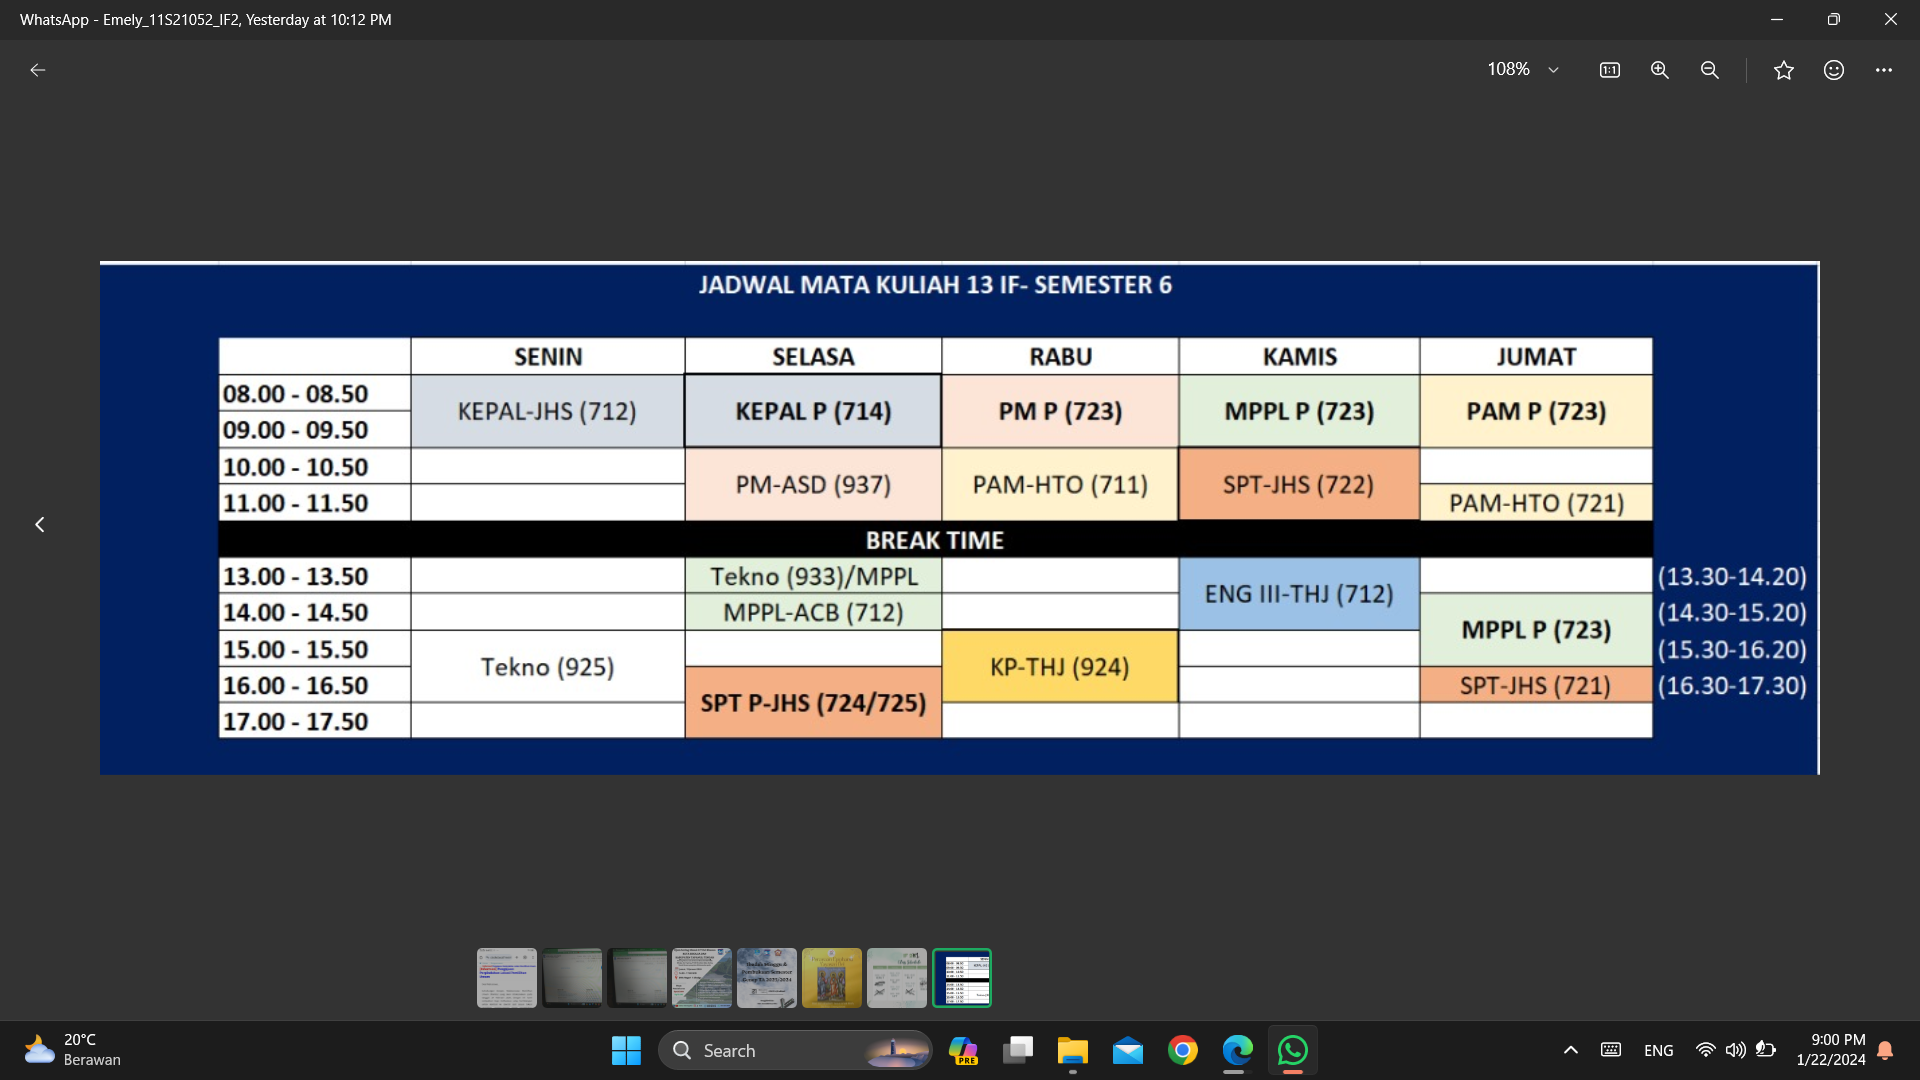 WhatsApp - Emely_11S21052_IF2, Yesterday at 10:12 PM
108%
JADWAL MATA KULIAH 13 IF- SEMESTER 6
SENIN SELASA RABU KAMIS JUMAT
08.00 - 08.50
KEPAL-JHS (712) KEPAL P (714) PM P (723) MPPL P (723) PAM P (723)
09.00 - 09.50
10.00 - 10.50
PM-ASD (937) PAM-HTO (711) SPT-JHS (722)
11.00 - 11.50 PAM-HTO (721)
BREAK TIME
13.00 - 13.50 Tekno (933)/MPPL (13.30-14.20)
ENG III-THJ (712)
14.00 - 14.50 MPPL-ACB (712) (14.30-15.20)
MPPL P (723)
15.00 - 15.50 (15.30-16.20)
Tekno (925) KP-THJ (924)
16.00 - 16.50 SPT-JHS (721) (16.30-17.30)
SPT P-JHS (724/725)
17.00 - 17.50
20°C
Berawan
Search
PRE
ENG
9:00 PM
1/22/2024